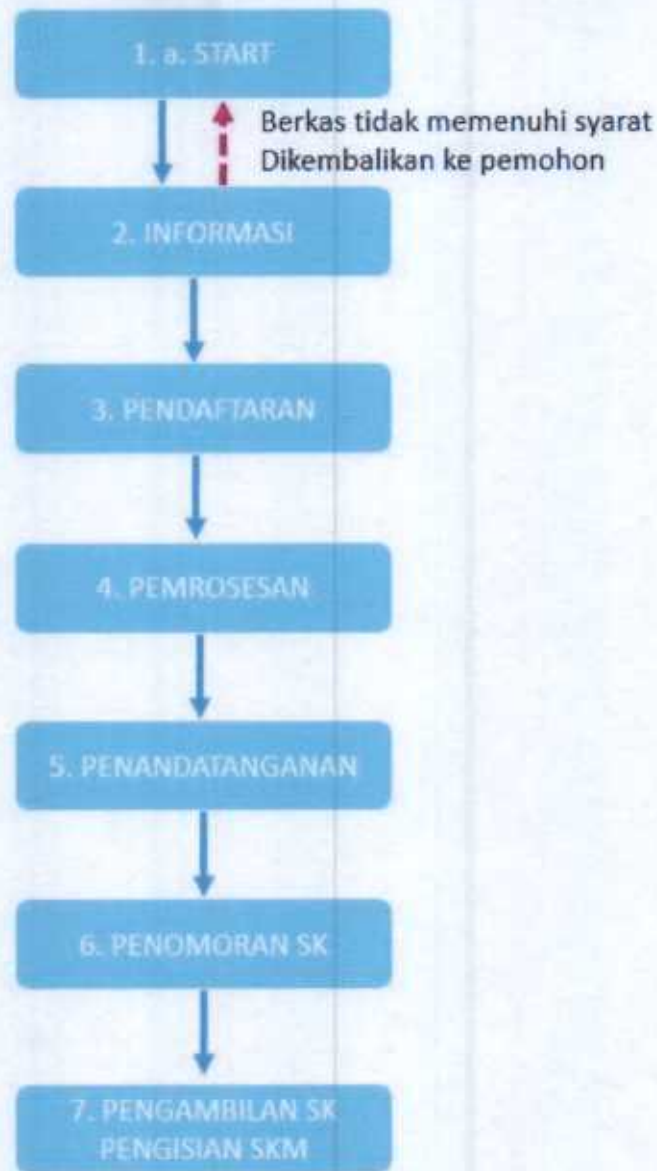 1. a. START
Berkas tidak memenuhi syarat
Dikembalikan ke pemohon
2. INFORMASI
3. PENDAFTARAN
4. PEMROSESAN
5. PENANDATANGANAN
6. PENOMORAN SK
7. PENGAMBILAN SK
PENGISIAN SKM